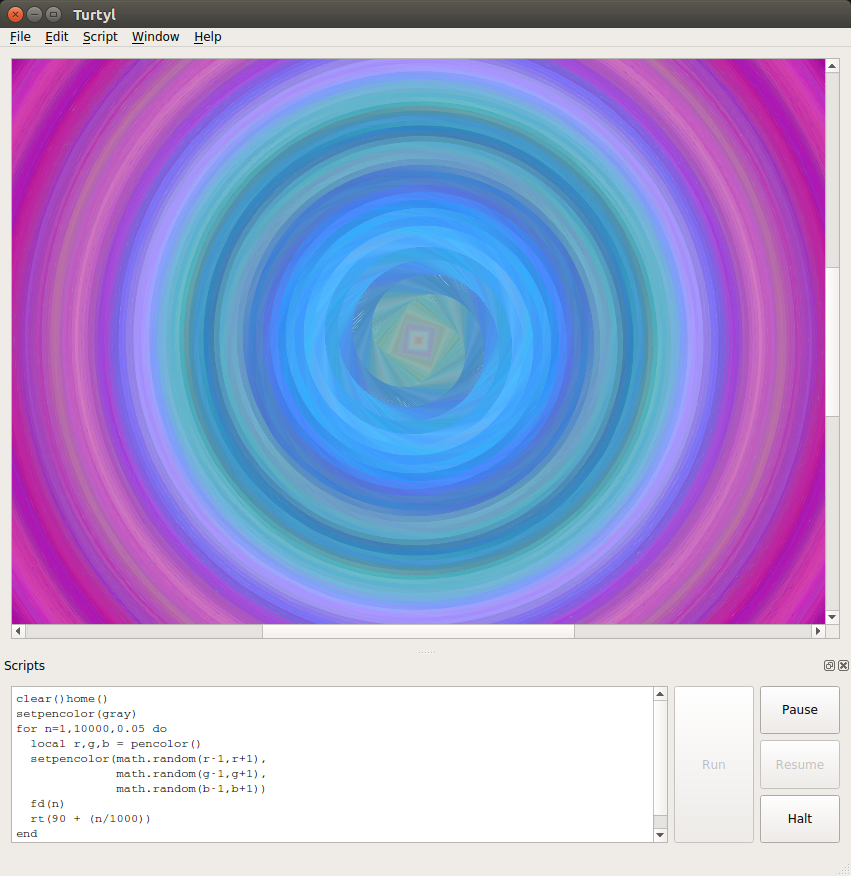 Turtyl
File Edit Script Window Help
Scripts
clear()home()
setpencolor(gray)
for n=1,10000,0.05 do
  local r,g,b = pencolor()
  setpencolor(math.random(r-1,r+1),
              math.random(g-1,g+1),
              math.random(b-1,b+1))
  fd(n)
  rt(90 + (n/1000))
end
Run
Pause
Resume
Halt